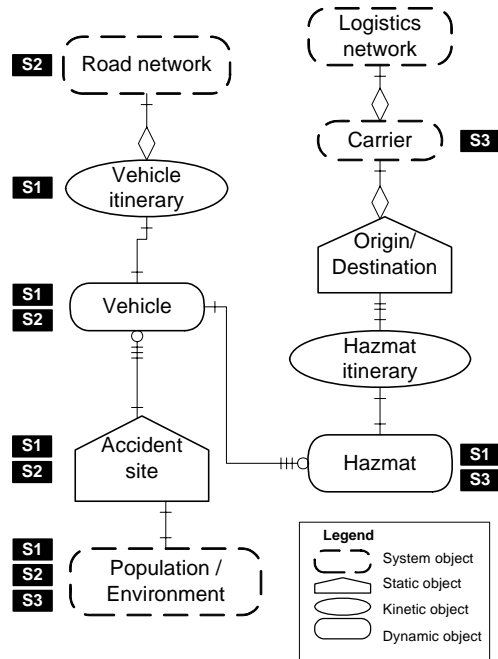 Logistics
network
S2
Road network
Carrier
S3
S1
Vehicle
itinerary
Origin/
Destination
S1
S2
Vehicle
Hazmat
itinerary
S1
S2
Accident
site
Hazmat
S1
S3
S1
S2
S3
Population /
Environment
Legend
System object
Static object
Kinetic object
Dynamic object